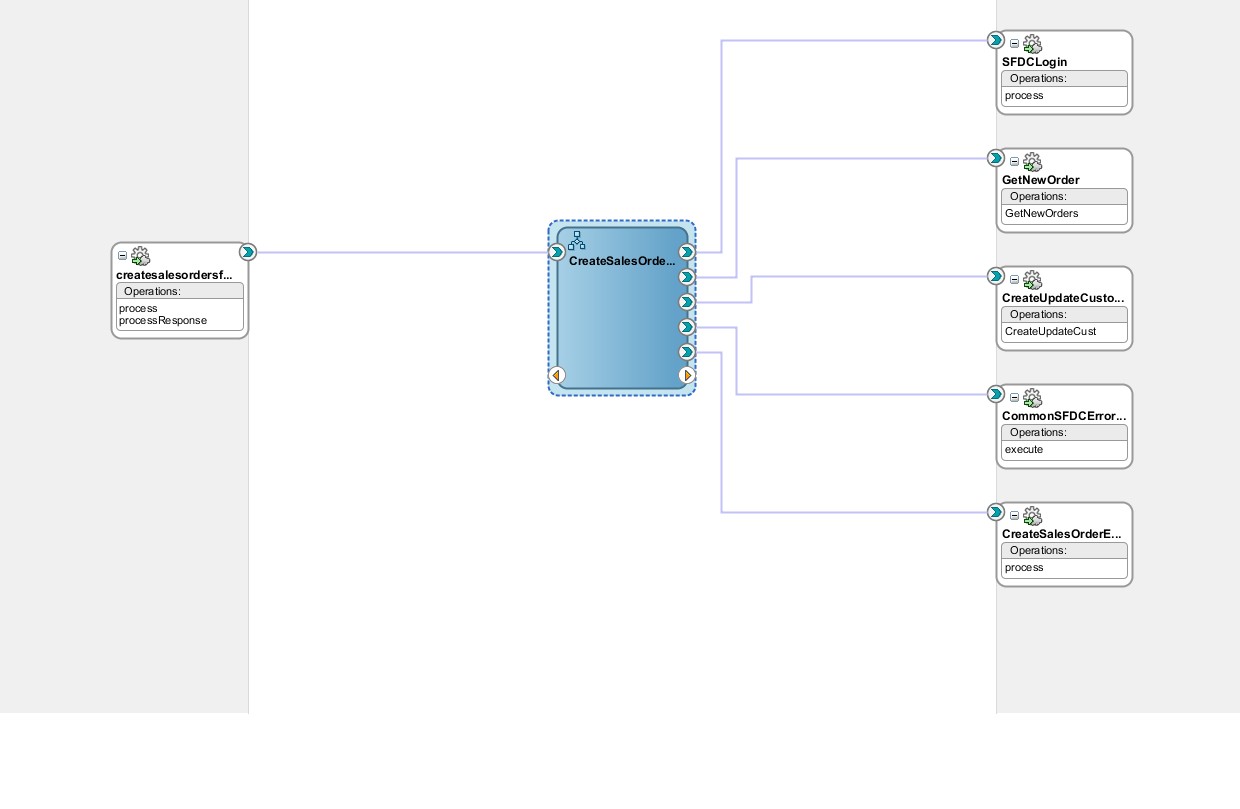 SFDCLogin
Operations:
process
GetNewOrder
Operations:
GetNewOrders
createsalesordersf...
Operations:
process
processResponse
CreateSalesOrde...
CreateUpdateCusto...
Operations:
CreateUpdateCust
CommonSFDCError...
Operations:
execute
CreateSalesOrderE...
Operations:
process